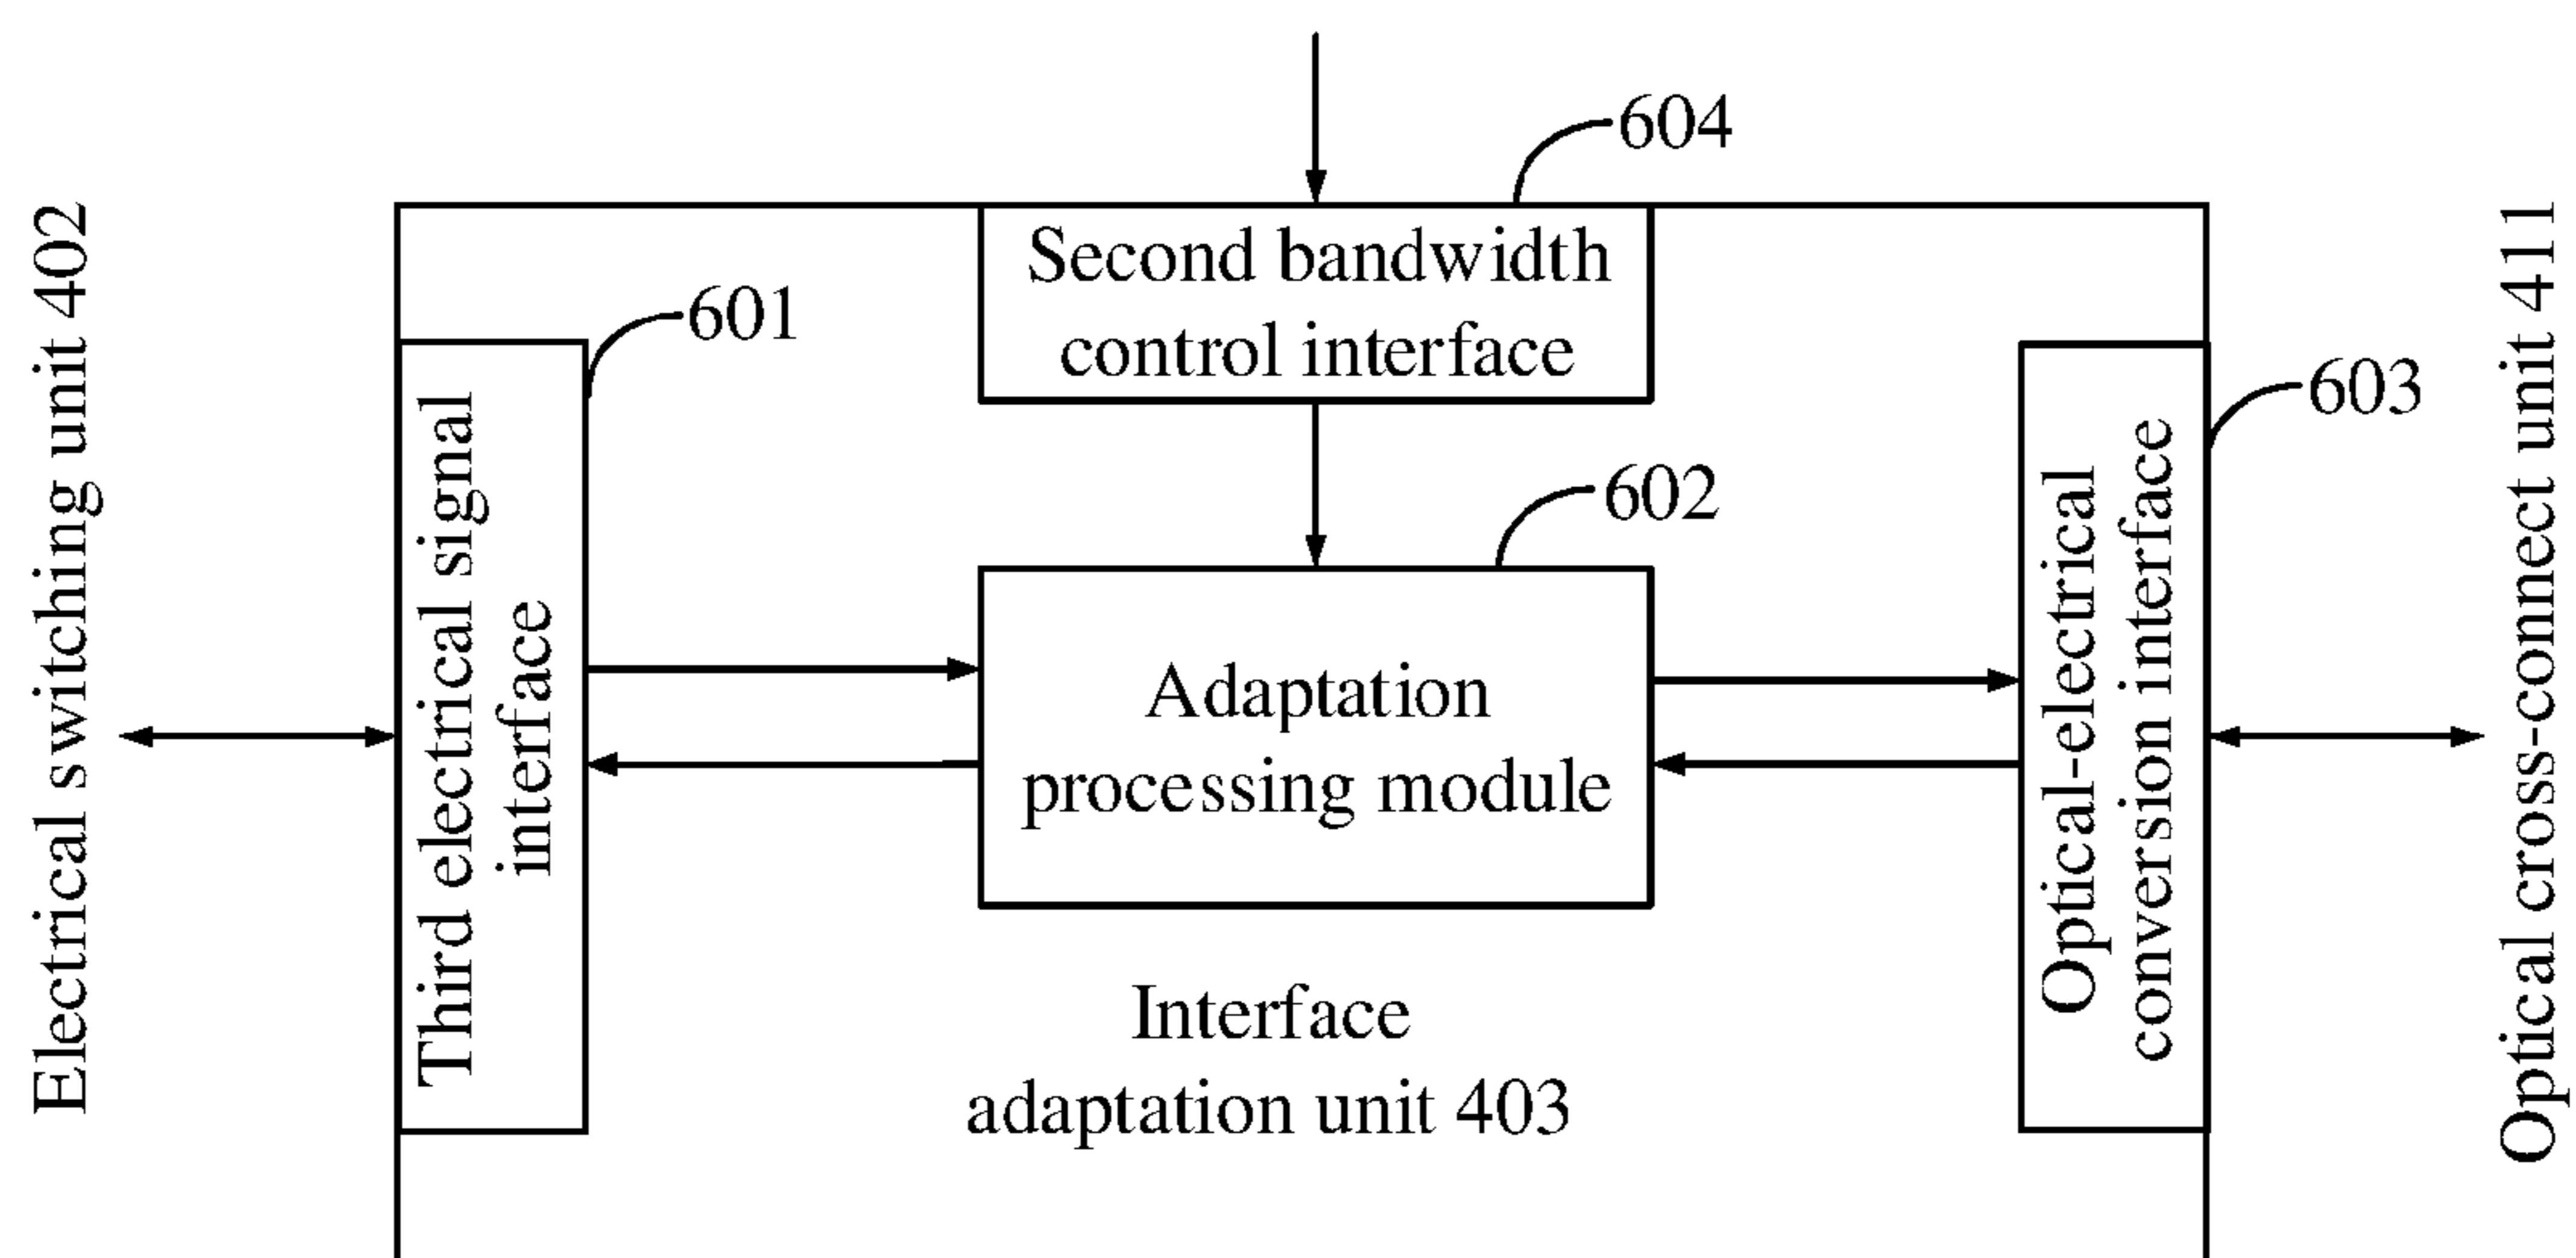 604
Second bandwidth
control interface
Electrical switching unit 402
601
Third electrical signal
interface
602
Adaptation
processing module
603
Optical-electrical
conversion interface
Optical cross-connect unit 411
Interface
adaptation unit 403